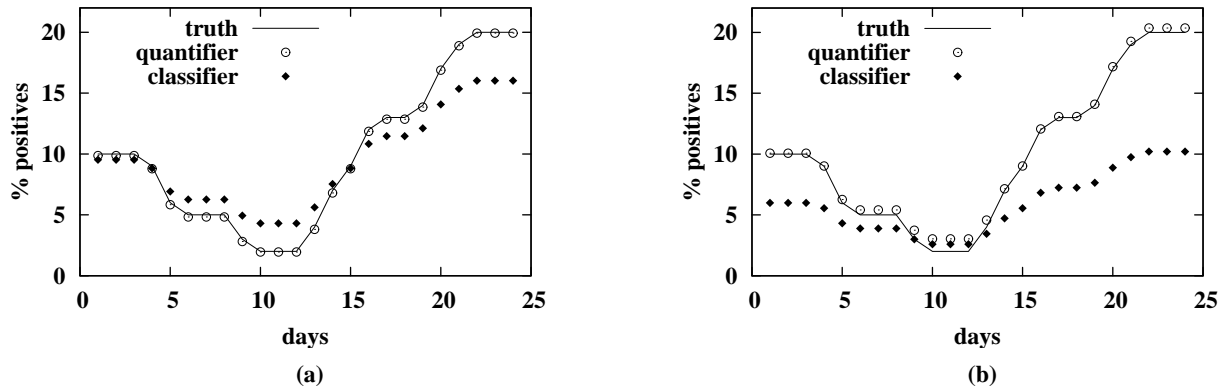 truth
quantifier
classifier
% positives
20
15
10
5
0
0 5 10 15 20 25
days
(a)
truth
quantifier
classifier
% positives
20
15
10
5
0
0 5 10 15 20 25
days
(b)